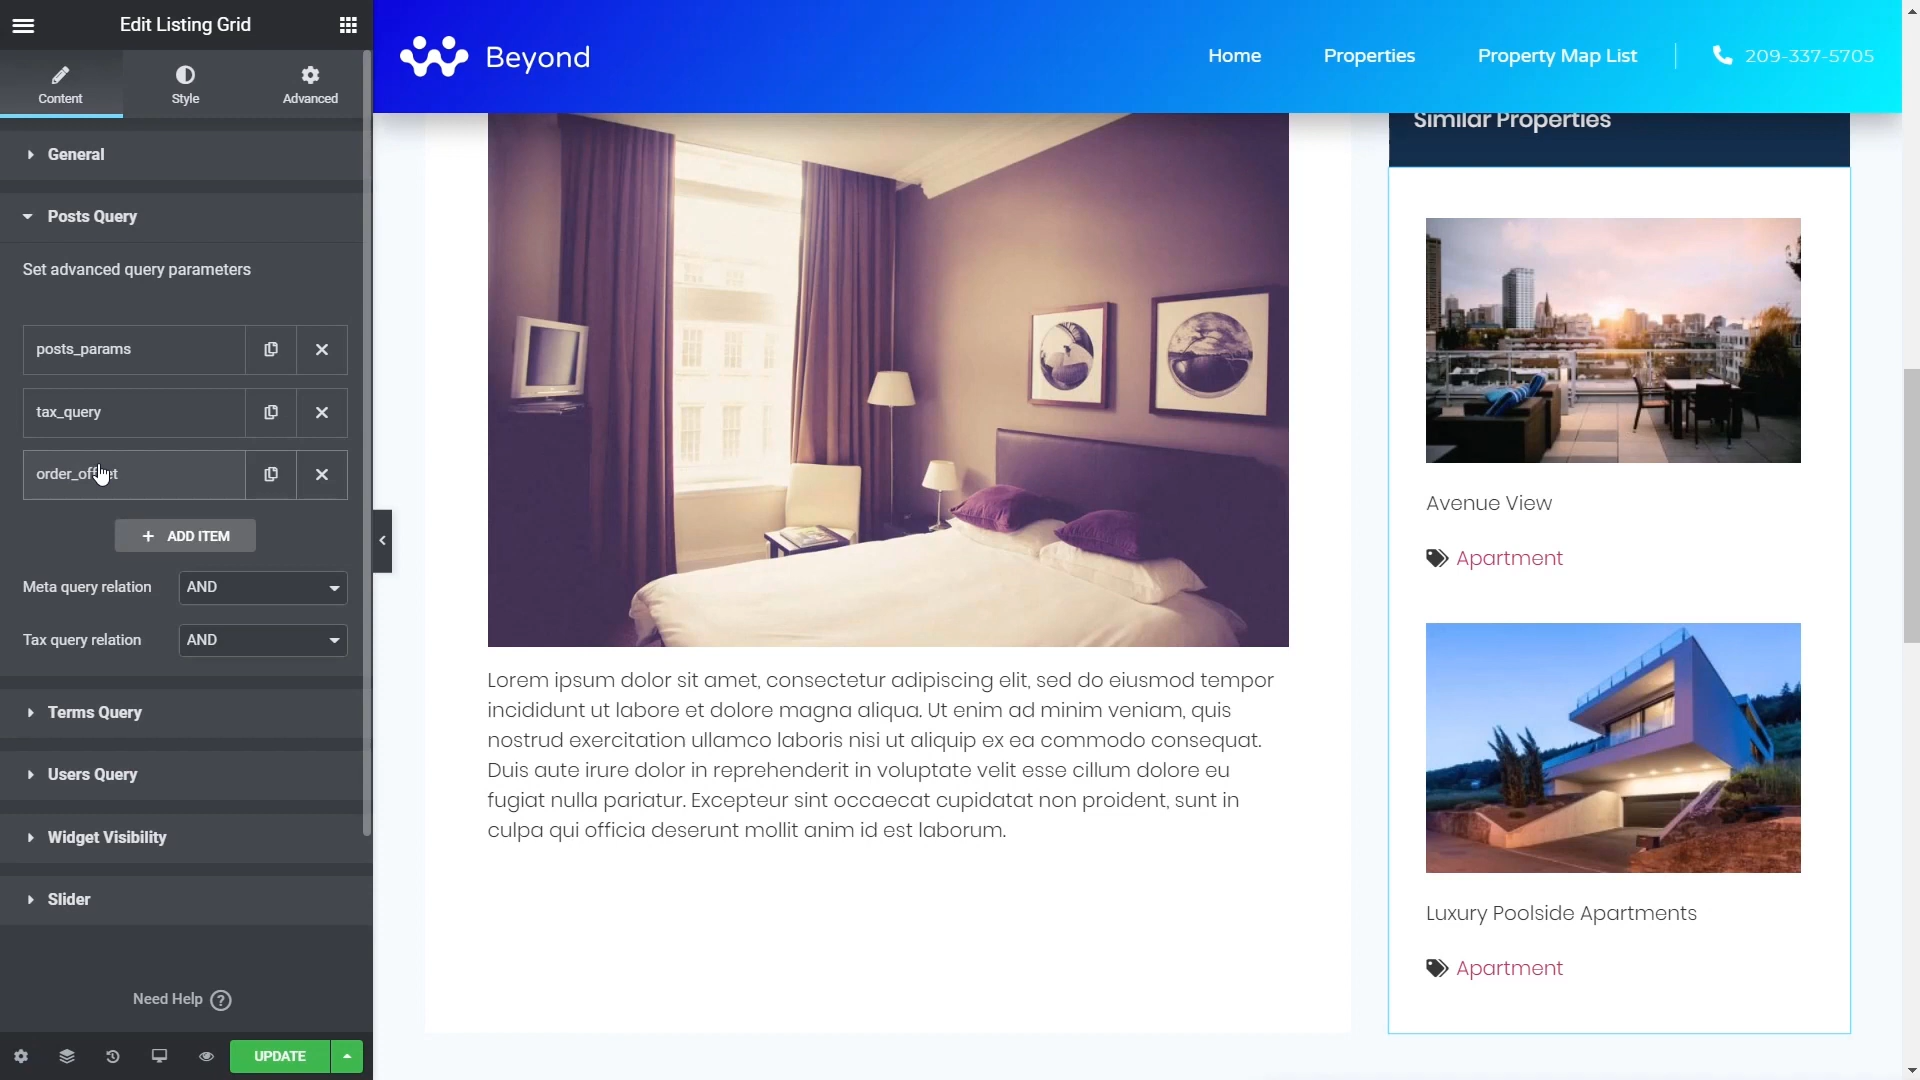 Edit Listing Grid
Content
Style
Advanced
General
Posts Query
Set advanced query parameters
posts_params
tax_query
+ ADD ITEM
Meta query relation AND
Tax query relation AND
Terms Query
Users Query
Widget Visibility
Slider
Need Help ?
UPDATE
Beyond
Home
Properties
Property Map List
209-337-5705
Similar Properties
Lorem ipsum dolor sit amet, consectetur adipiscing elit, sed do eiusmod tempor
incididunt ut labore et dolore magna aliqua. Ut enim ad minim veniam, quis
nostrud exercitation ullamco laboris nisi ut aliquip ex ea commodo consequat.
Duis aute irure dolor in reprehenderit in voluptate velit esse cillum dolore eu
fugiat nulla pariatur. Excepteur sint occaecat cupidatat non proident, sunt in
culpa qui officia deserunt mollit anim id est laborum.
Avenue View
Apartment
Luxury Poolside Apartments
Apartment